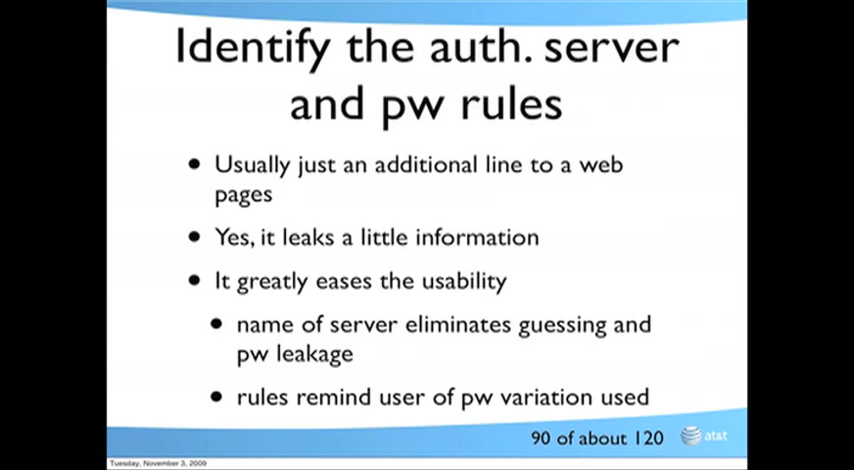 Identify the auth. server
and pw rules
• Usually just an additional line to a web
pages
• Yes, it leaks a little information
• It greatly eases the usability
• name of server eliminates guessing and
pw leakage
• rules remind user of pw variation used
90 of about 120
at&t
Tuesday, November 3, 2009